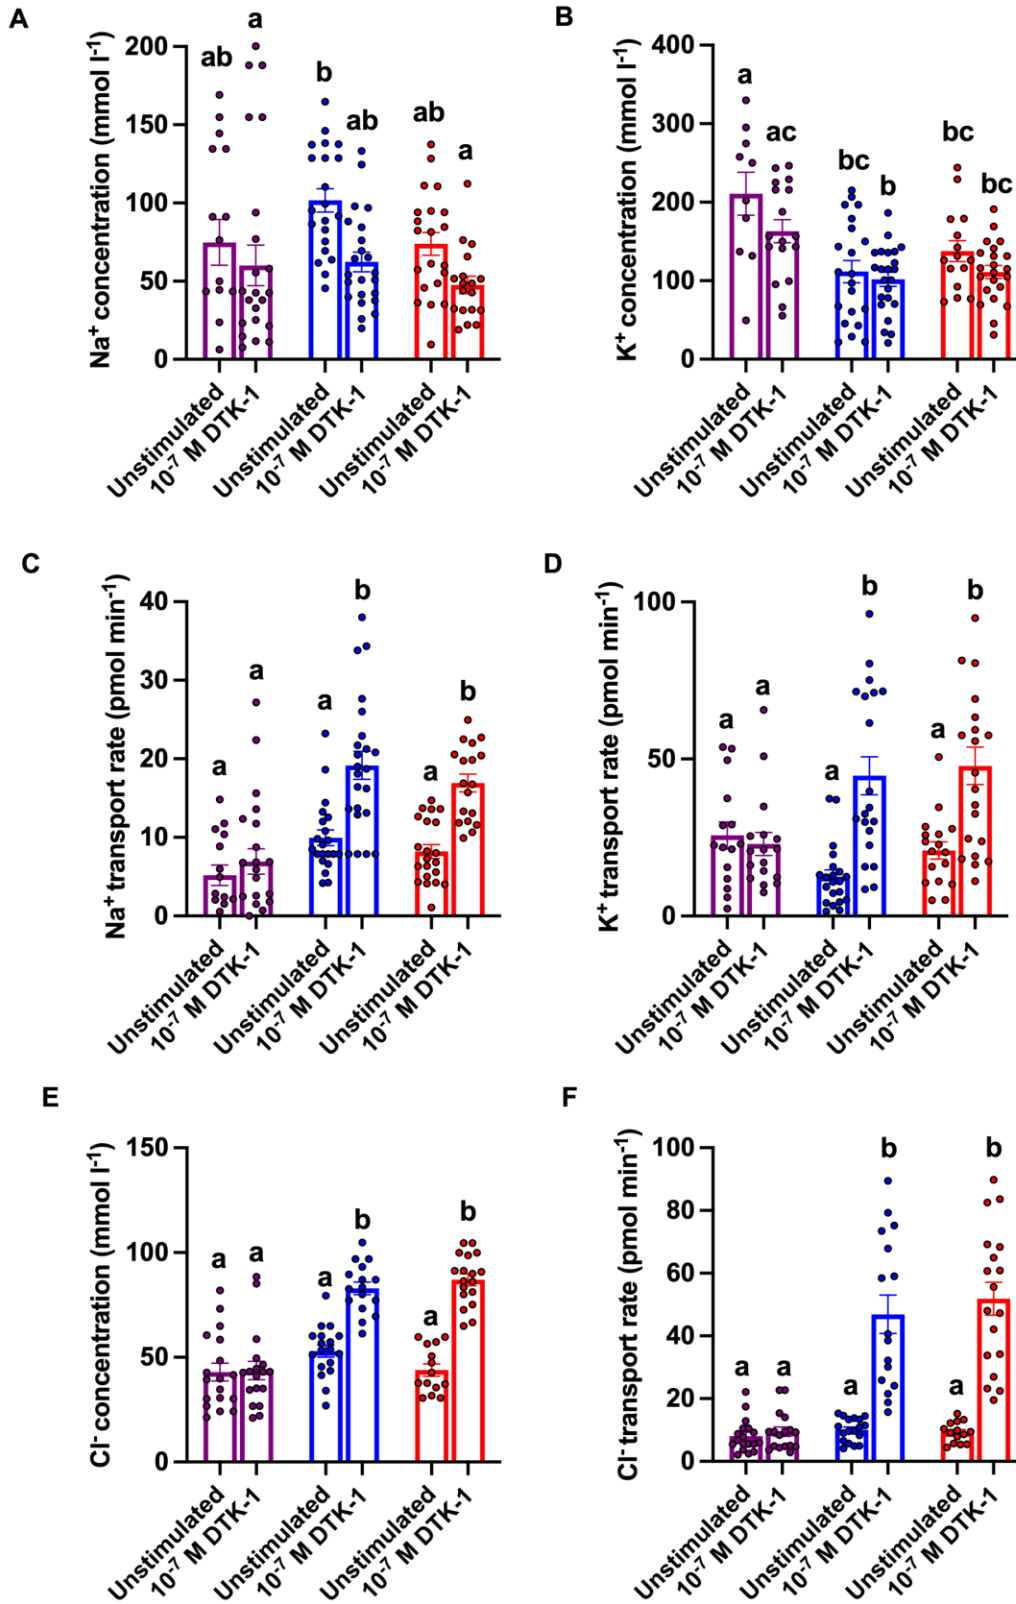 A
Na⁺ concentration (mmol l⁻¹)
200
150
100
50
0
ab
a
b
ab
ab
a
Unstimulated
10⁻⁷ M DTK-1
Unstimulated
10⁻⁷ M DTK-1
Unstimulated
10⁻⁷ M DTK-1
B
K⁺ concentration (mmol l⁻¹)
400
300
200
100
0
a
ac
bc
b
bc
bc
Unstimulated
10⁻⁷ M DTK-1
Unstimulated
10⁻⁷ M DTK-1
Unstimulated
10⁻⁷ M DTK-1
C
Na⁺ transport rate (pmol min⁻¹)
40
30
20
10
0
a
a
a
b
a
b
Unstimulated
10⁻⁷ M DTK-1
Unstimulated
10⁻⁷ M DTK-1
Unstimulated
10⁻⁷ M DTK-1
D
K⁺ transport rate (pmol min⁻¹)
100
50
0
a
a
a
b
a
b
Unstimulated
10⁻⁷ M DTK-1
Unstimulated
10⁻⁷ M DTK-1
Unstimulated
10⁻⁷ M DTK-1
E
Cl⁻ concentration (mmol l⁻¹)
150
100
50
0
a
a
a
b
a
b
Unstimulated
10⁻⁷ M DTK-1
Unstimulated
10⁻⁷ M DTK-1
Unstimulated
10⁻⁷ M DTK-1
F
Cl⁻ transport rate (pmol min⁻¹)
100
80
60
40
20
0
a
a
a
b
a
b
Unstimulated
10⁻⁷ M DTK-1
Unstimulated
10⁻⁷ M DTK-1
Unstimulated
10⁻⁷ M DTK-1